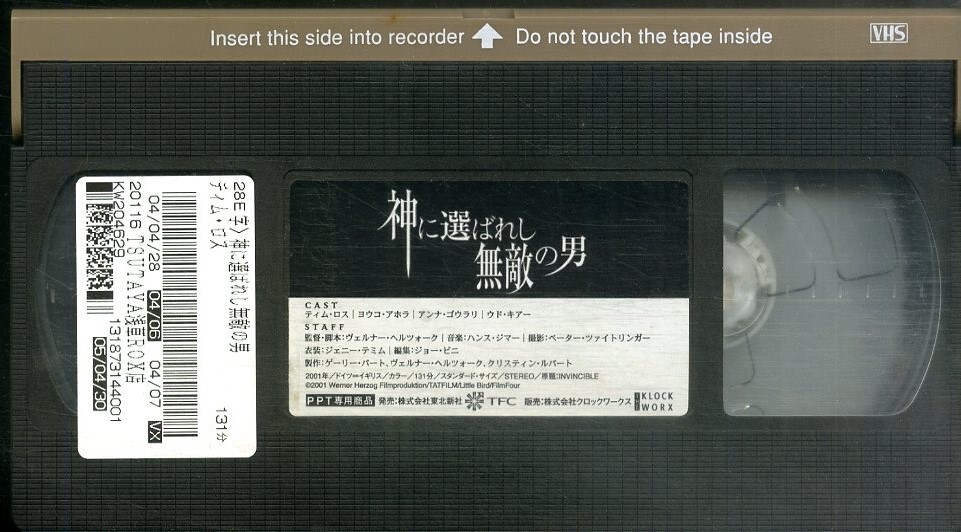 Insert this side into recorder Do not touch the tape inside
VHS
28E字〉神に選ばれし無敵の男
ティム・ロス
131分
04/04/28 04/06 04/07 VX
20116 TSUTAYA浅草ROX店
KW204629
131873144001
05/04/30
神に選ばれし
無敵の男
CAST
ティム・ロス|ヨウコ・アホラ|アンナ・ゴウラリ|ウド・キアー
STAFF
監督・脚本:ヴェルナー・ヘルツォーク|音楽:ハンス・ジマー|撮影:ペーター・ツァイトリンガー
衣装:ジェニー・テミム|編集:ジョー・ビニ
製作:ゲーリー・バート、ヴェルナー・ヘルツォーク、クリスティン・ルパート
2001年/ドイツ=イギリス/カラー/131分/スタンダード・サイズ/STEREO/原題:INVINCIBLE
©2001 Werner Herzog Filmproduktion/TATFILM/Little Bird/FilmFour
PPT専用商品 発売:株式会社東北新社 TFC 販売:株式会社クロックワークス THE KLOCK WORX